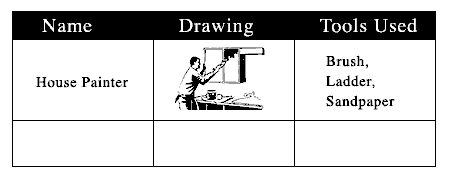 Name Drawing Tools Used
House Painter
Brush,
Ladder,
Sandpaper